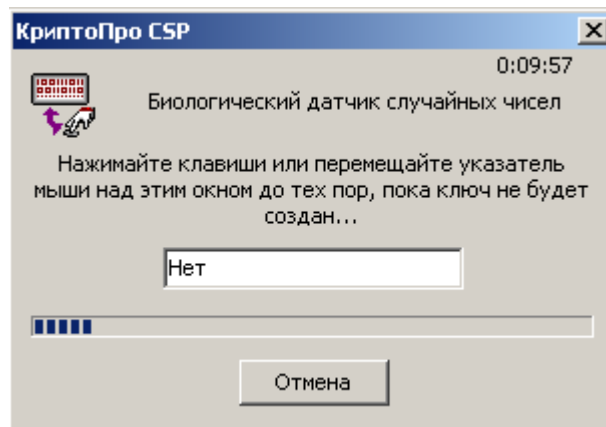 КриптоПро CSP
0:09:57
Биологический датчик случайных чисел
Нажимайте клавиши или перемещайте указатель
мыши над этим окном до тех пор, пока ключ не будет
создан...
Нет
Отмена